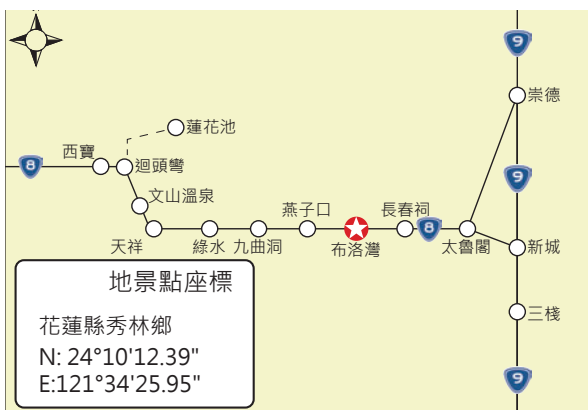 9
崇德
蓮花池
西寶
8
迴頭彎
9
文山溫泉
燕子口
長春祠
天祥
綠水
九曲洞
布洛灣
8
太魯閣
新城
地景點座標
花蓮縣秀林鄉
N: 24°10'12.39"
E:121°34'25.95"
三棧
9